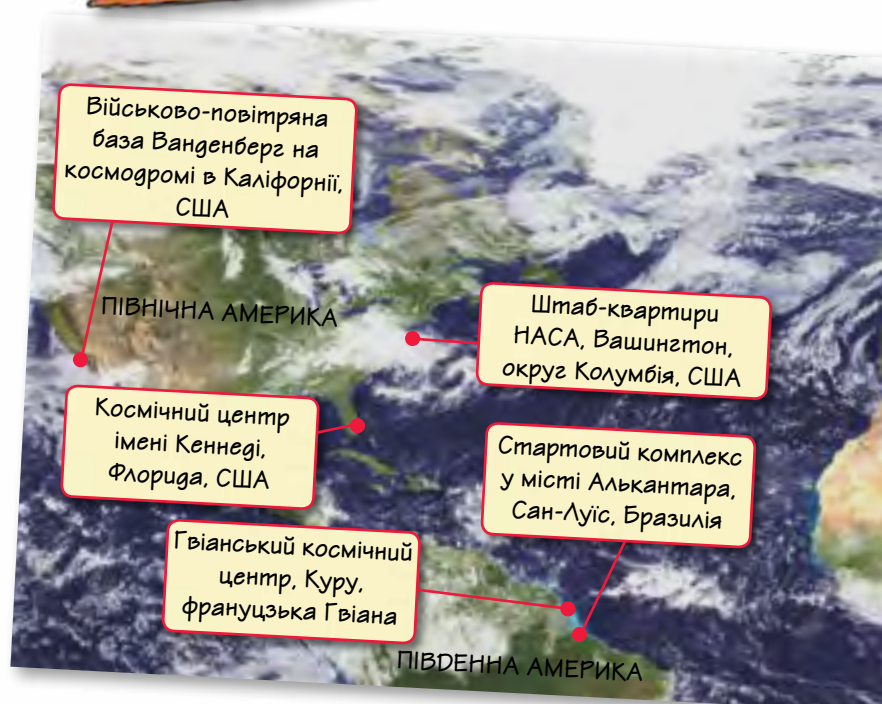 Військово-повітряна
база Ванденберг на
космодромі в Каліфорнії,
США
ПІВНІЧНА АМЕРИКА
Штаб-квартири
НАСА, Вашингтон,
округ Колумбія, США
Космічний центр
імені Кеннеді,
Флорида, США
Стартовий комплекс
у місті Алькантара,
Сан-Луїс, Бразилія
Гвіанський космічний
центр, Куру,
франуцзька Гвіана
ПІВДЕННА АМЕРИКА